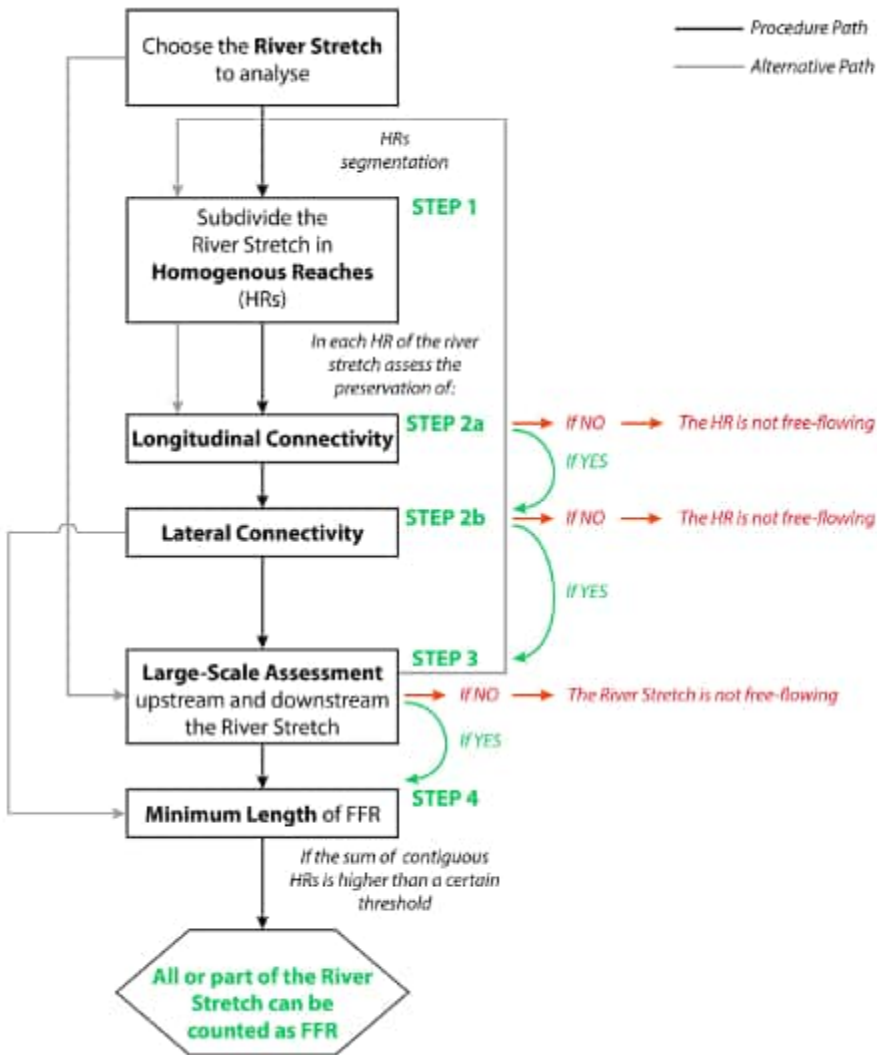 Choose the River Stretch
to analyse
Procedure Path
Alternative Path
HRs
segmentation
STEP 1
Subdivide the
River Stretch in
Homogenous Reaches
(HRs)
In each HR of the river
stretch assess the
preservation of:
STEP 2a
Longitudinal Connectivity
If NO
The HR is not free-flowing
If YES
STEP 2b
Lateral Connectivity
If NO
The HR is not free-flowing
If YES
STEP 3
Large-Scale Assessment
upstream and downstream
the River Stretch
If NO
The River Stretch is not free-flowing
If YES
STEP 4
Minimum Length of FFR
If the sum of contiguous
HRs is higher than a certain
threshold
All or part of the River
Stretch can be
counted as FFR